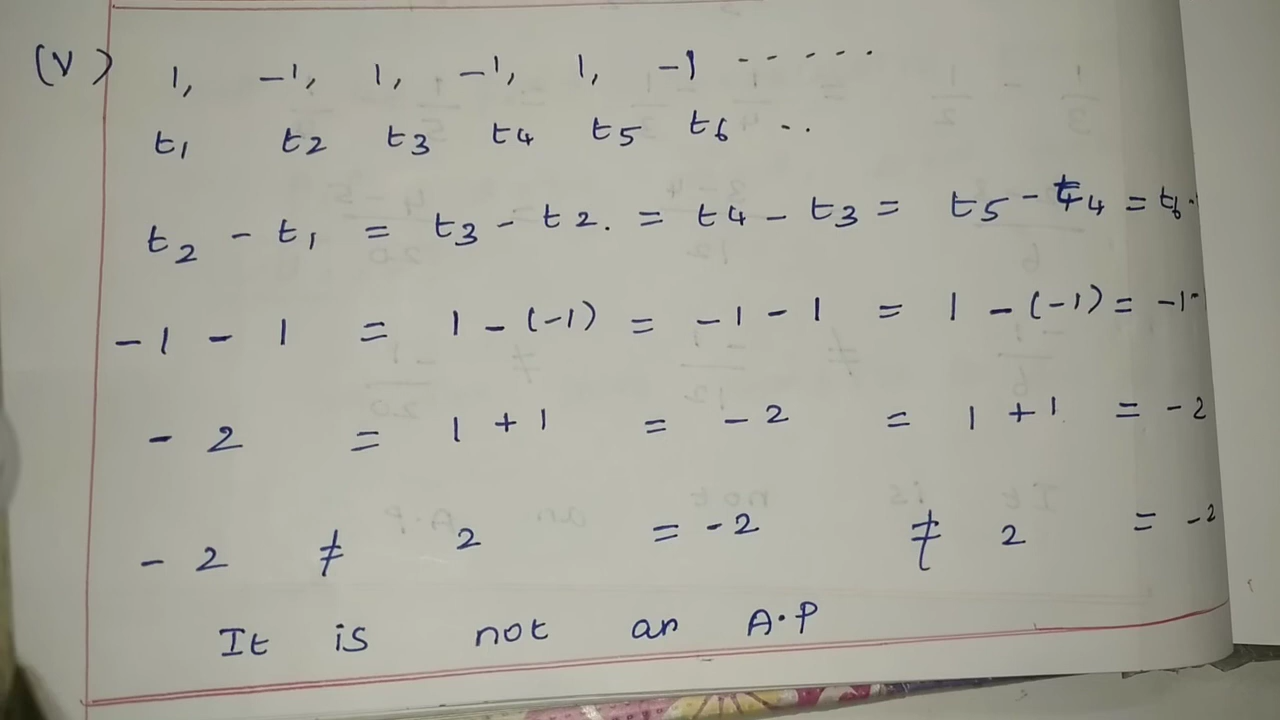 (V) 1, -1, 1, -1, 1, -1 ------
t1 t2 t3 t4 t5 t6 ..
t2 - t1 = t3 - t2. = t4 - t3 = t5 - t4 = t6-
-1 - 1 = 1 - (-1) = -1 - 1 = 1 - (-1) = -1-
- 2 = 1 + 1 = - 2 = 1 + 1 = - 2
- 2 ≠ 2 = -2 ≠ 2 = -2
It is not an A.P